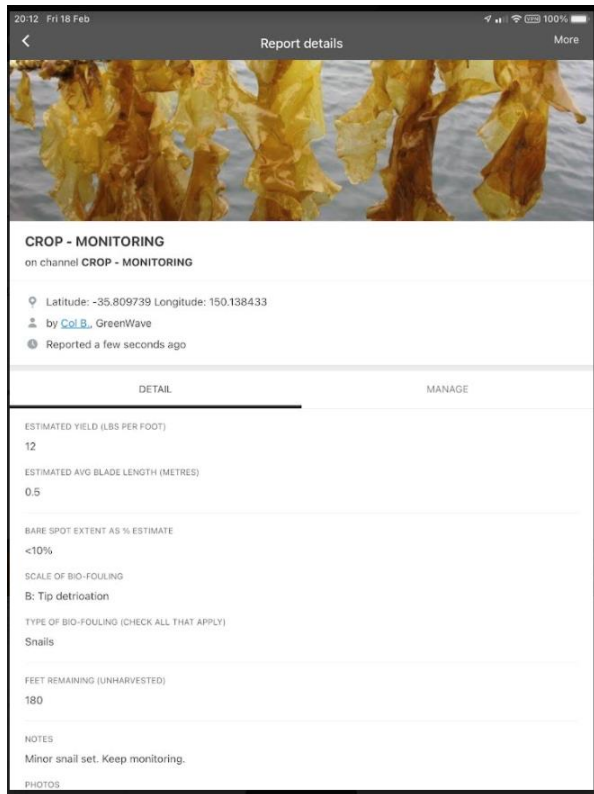 20:12 Fri 18 Feb VPN 100%
Report details More
CROP - MONITORING
on channel CROP - MONITORING
Latitude: -35.809739 Longitude: 150.138433
by Col B., GreenWave
Reported a few seconds ago
DETAIL MANAGE
ESTIMATED YIELD (LBS PER FOOT)
12
ESTIMATED AVG BLADE LENGTH (METRES)
0.5
BARE SPOT EXTENT AS % ESTIMATE
<10%
SCALE OF BIO-FOULING
B: Tip detrioation
TYPE OF BIO-FOULING (CHECK ALL THAT APPLY)
Snails
FEET REMAINING (UNHARVESTED)
180
NOTES
Minor snail set. Keep monitoring.
PHOTOS